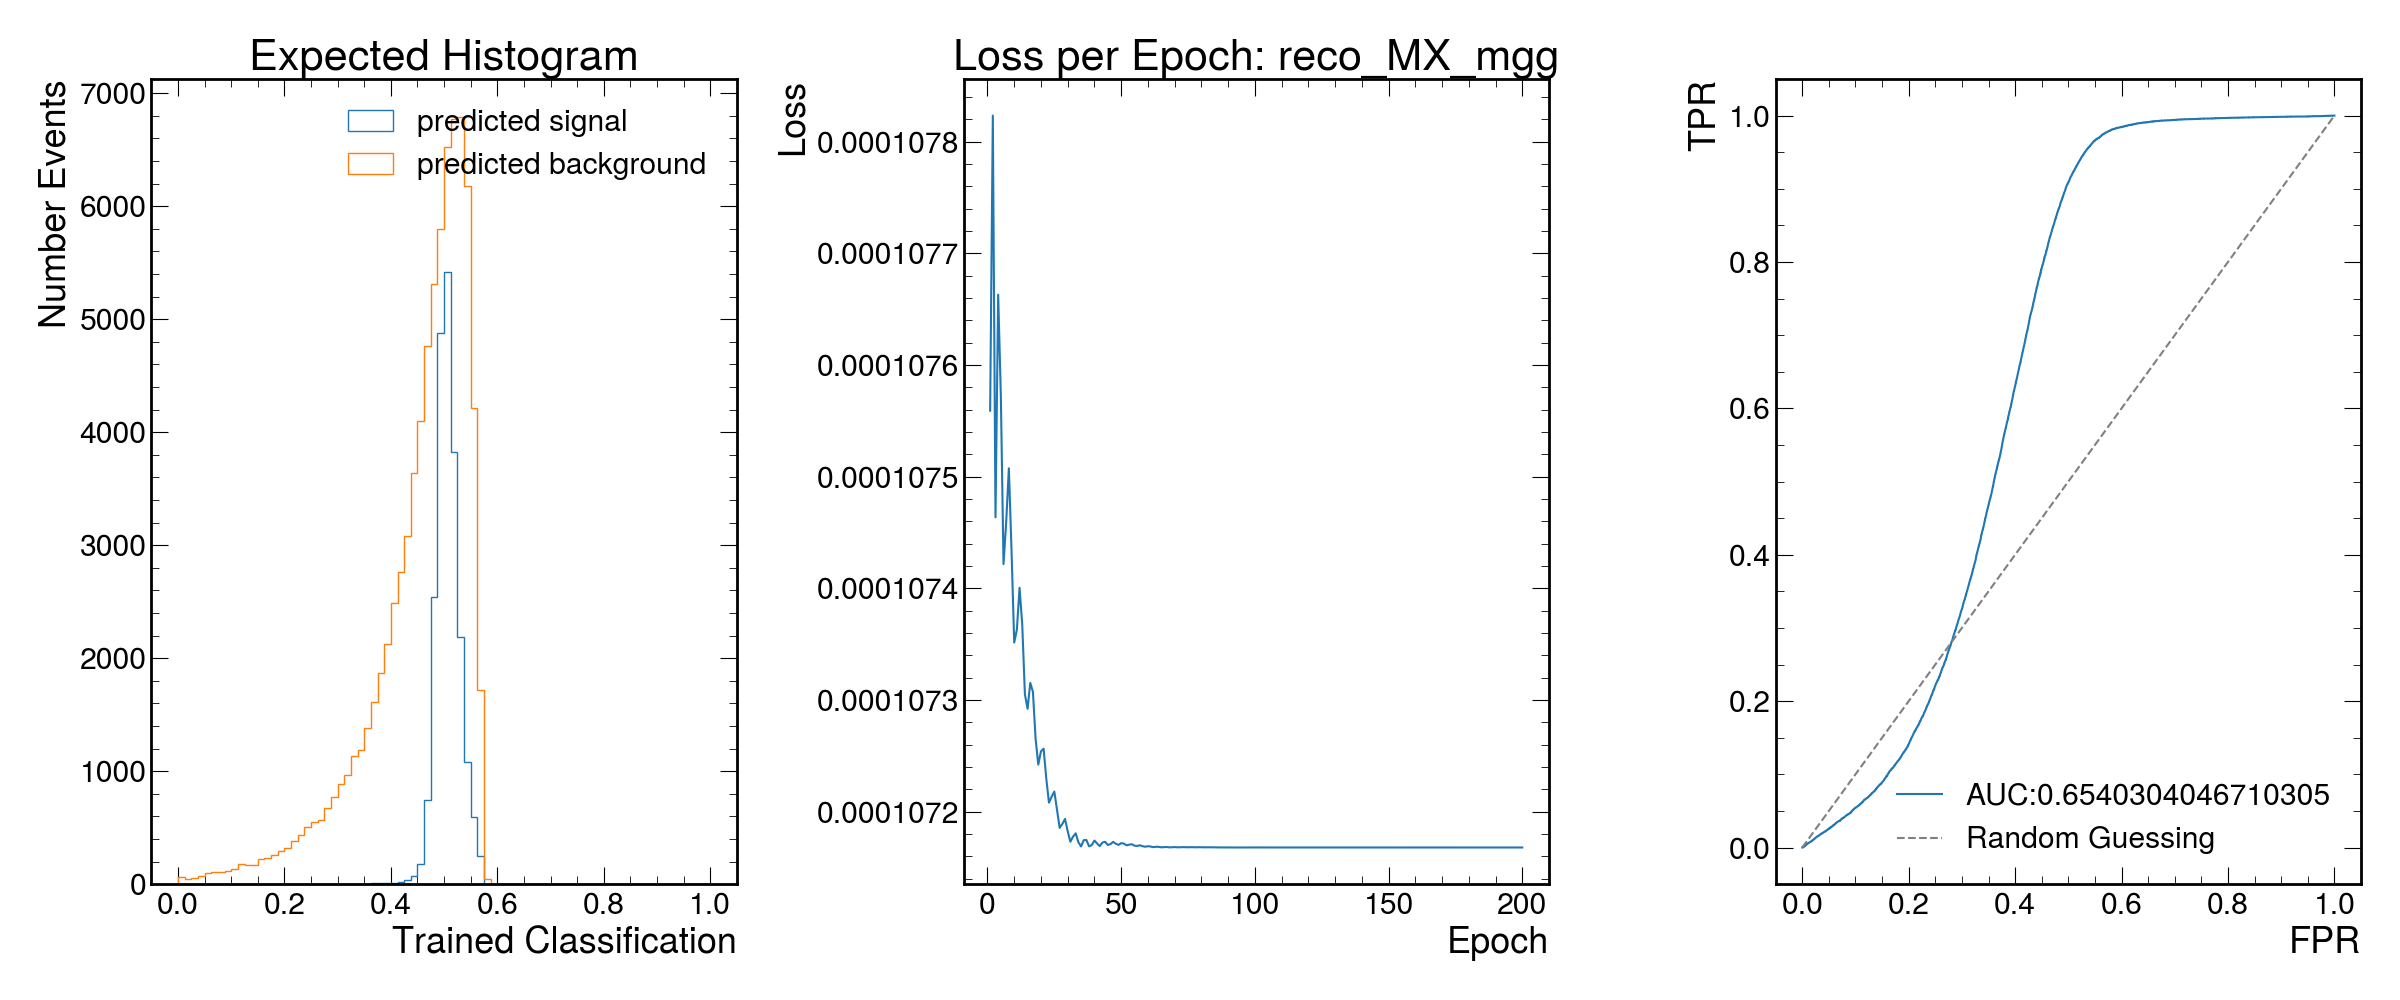 Expected Histogram
Number Events
7000
6000
5000
4000
3000
2000
1000
0
predicted signal
predicted background
0.0 0.2 0.4 0.6 0.8 1.0
Trained Classification
Loss per Epoch: reco_MX_mgg
Loss
0.0001078
0.0001077
0.0001076
0.0001075
0.0001074
0.0001073
0.0001072
0 50 100 150 200
Epoch
TPR
1.0
0.8
0.6
0.4
0.2
0.0
AUC:0.6540304046710305
Random Guessing
0.0 0.2 0.4 0.6 0.8 1.0
FPR